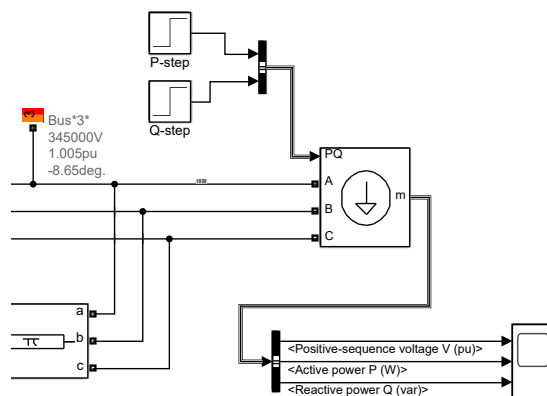 P-step
Q-step
3
Bus*3*
345000V
1.005pu
-8.65deg.
PQ
A
B
C
m
a
b
c
π
<Positive-sequence voltage V (pu)>
<Active power P (W)>
<Reactive power Q (var)>